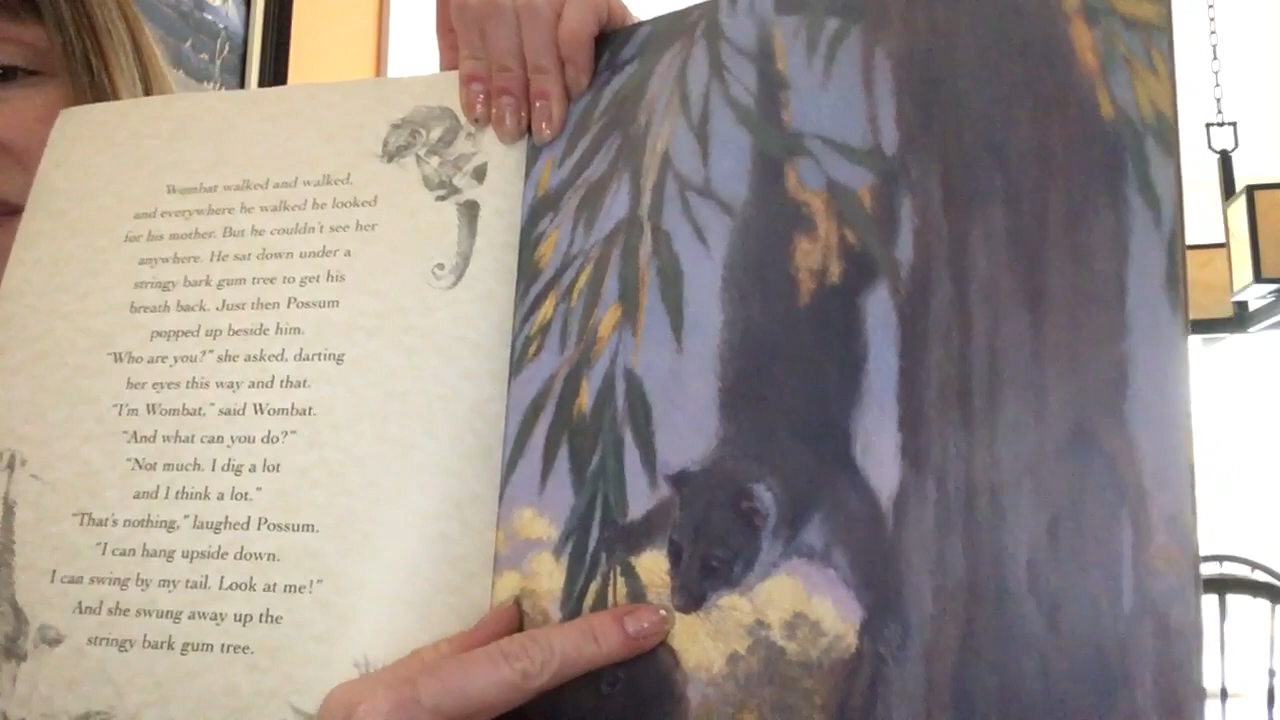 Wombat walked and walked,
and everywhere he walked he looked
for his mother. But he couldn't see her
anywhere. He sat down under a
stringy bark gum tree to get his
breath back. Just then Possum
popped up beside him.
"Who are you?" she asked, darting
her eyes this way and that.
"I'm Wombat," said Wombat.
"And what can you do?"
"Not much. I dig a lot
and I think a lot."
"That's nothing," laughed Possum.
"I can hang upside down.
I can swing by my tail. Look at me!"
And she swung away up the
stringy bark gum tree.